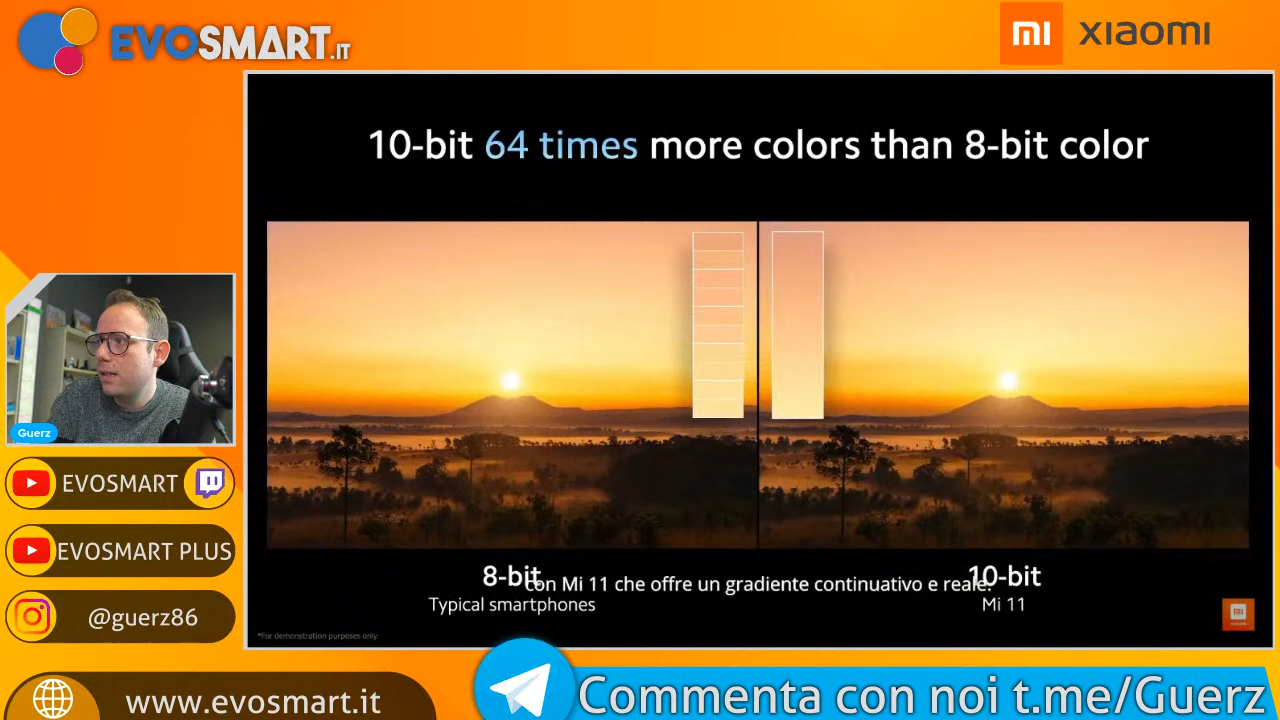 EVOSMART.IT
mi xiaomi
10-bit 64 times more colors than 8-bit color
8-bit
Typical smartphones
10-bit
Mi 11
con Mi 11 che offre un gradiente continuativo e reale.
*For demonstration purposes only.
Guerz
EVOSMART
EVOSMART PLUS
@guerz86
www.evosmart.it
Commenta con noi t.me/Guerz